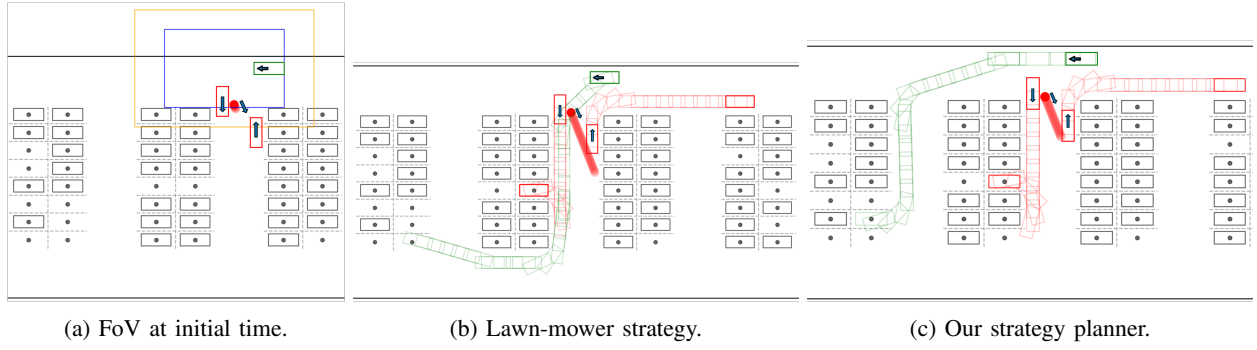 (a) FoV at initial time.
(b) Lawn-mower strategy.
(c) Our strategy planner.